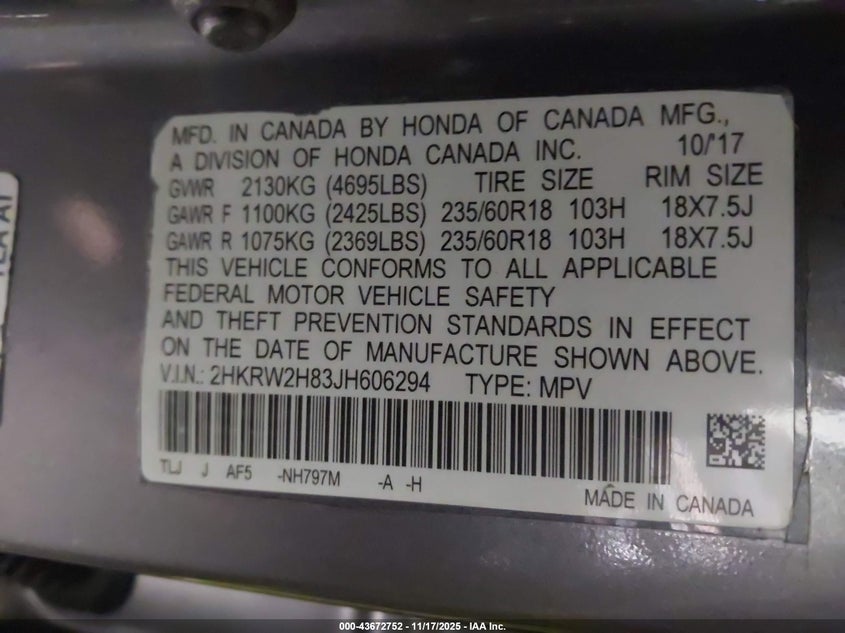 MFD. IN CANADA BY HONDA OF CANADA MFG.,
A DIVISION OF HONDA CANADA INC. 10/'17
GVWR 2130KG (4695LBS) TIRE SIZE RIM SIZE
GAWR F 1100KG (2425LBS) 235/60R18 103H 18X7.5J
GAWR R 1075KG (2369LBS) 235/60R18 103H 18X7.5J
THIS VEHICLE CONFORMS TO ALL APPLICABLE
FEDERAL MOTOR VEHICLE SAFETY
AND THEFT PREVENTION STANDARDS IN EFFECT
ON THE DATE OF MANUFACTURE SHOWN ABOVE.
V.I.N.: 2HKRW2H83JH606294 TYPE: MPV
TLJ J AF5 -NH797M -A -H
MADE IN CANADA
000-43672752 - 11/17/2025 - IAA Inc.